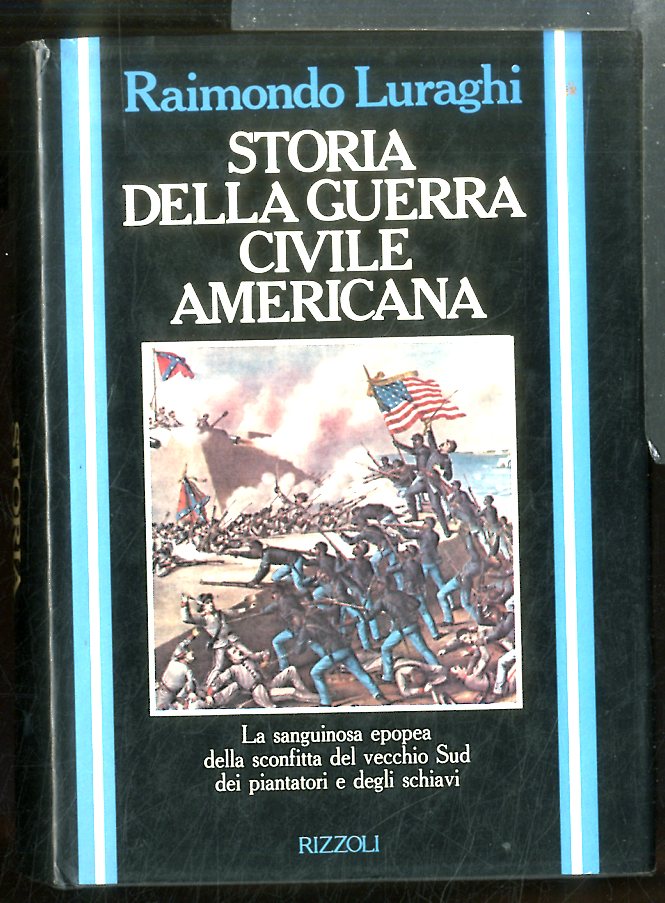 Raimondo Luraghi
STORIA
DELLA GUERRA
CIVILE
AMERICANA
La sanguinosa epopea
della sconfitta del vecchio Sud
dei piantatori e degli schiavi
RIZZOLI
STORIA